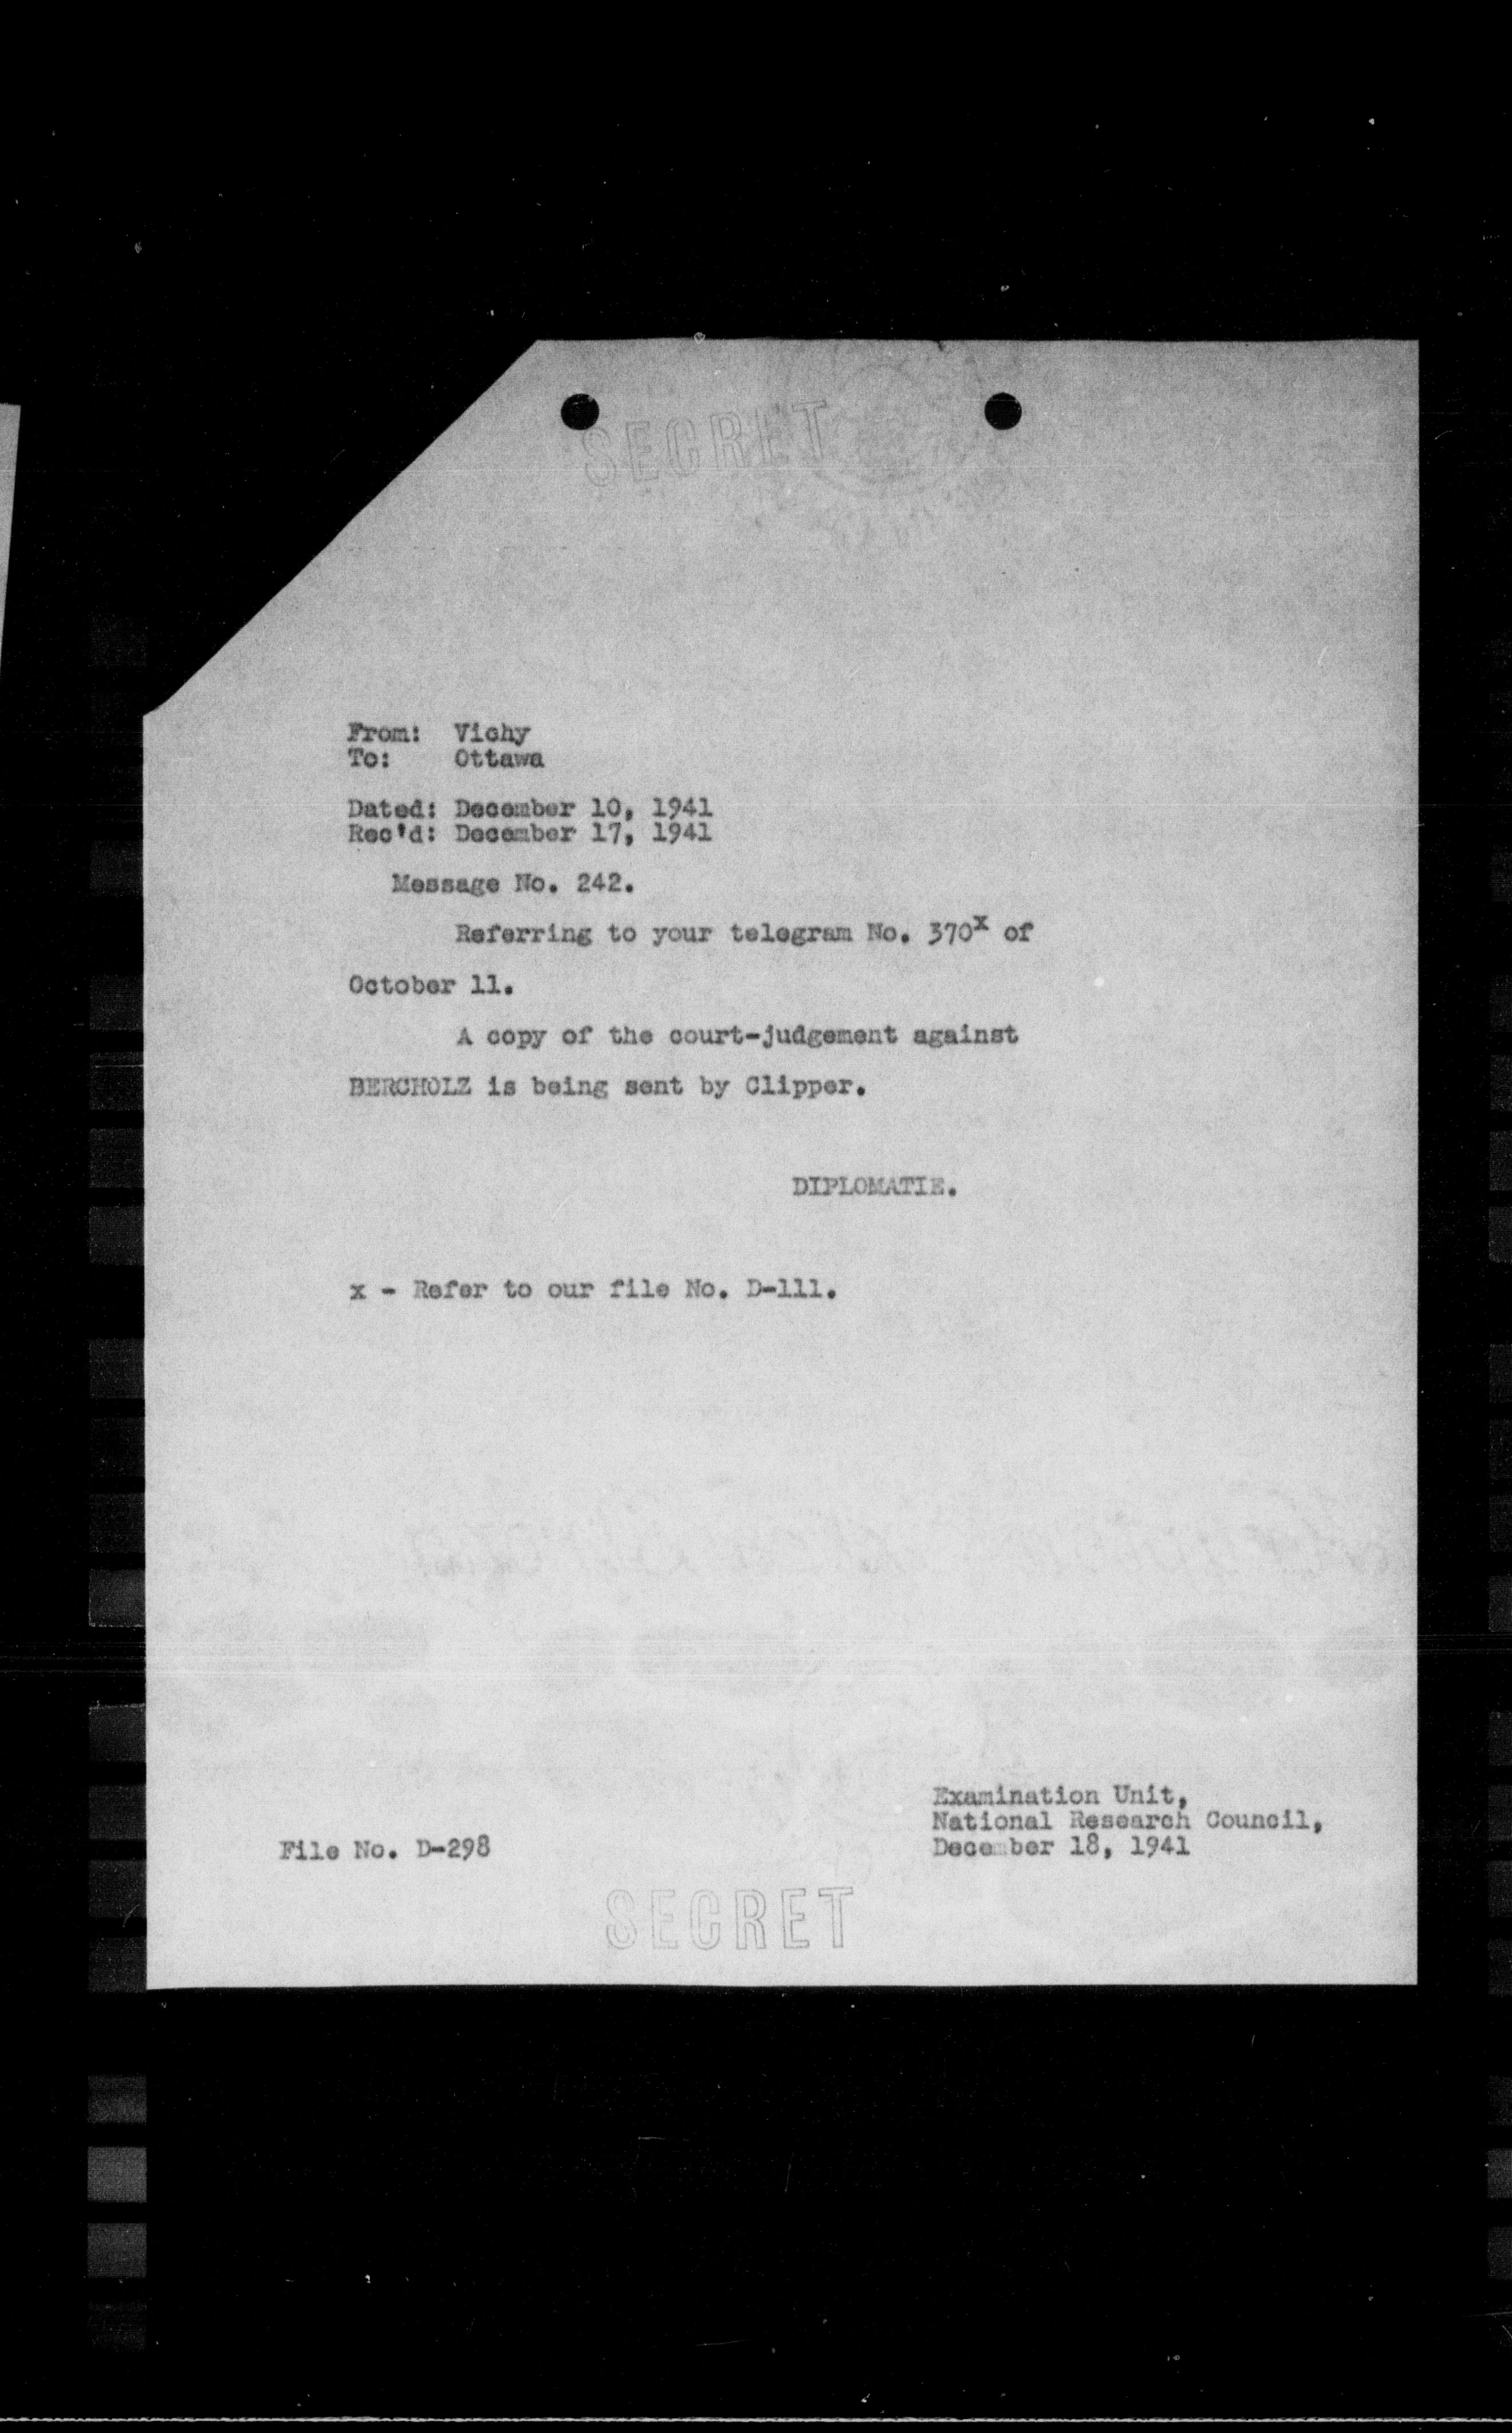 SECRET
From: Vichy
To: Ottawa
Dated: December 10, 1941
Rec'd: December 17, 1941
Message No. 242.
Referring to your telegram No. 370x of
October 11.
A copy of the court-judgement against
BERCHOLZ is being sent by Clipper.
DIPLOMATIE.
x - Refer to our file No. D-111.
Examination Unit,
National Research Council,
December 18, 1941
File No. D-298
SECRET